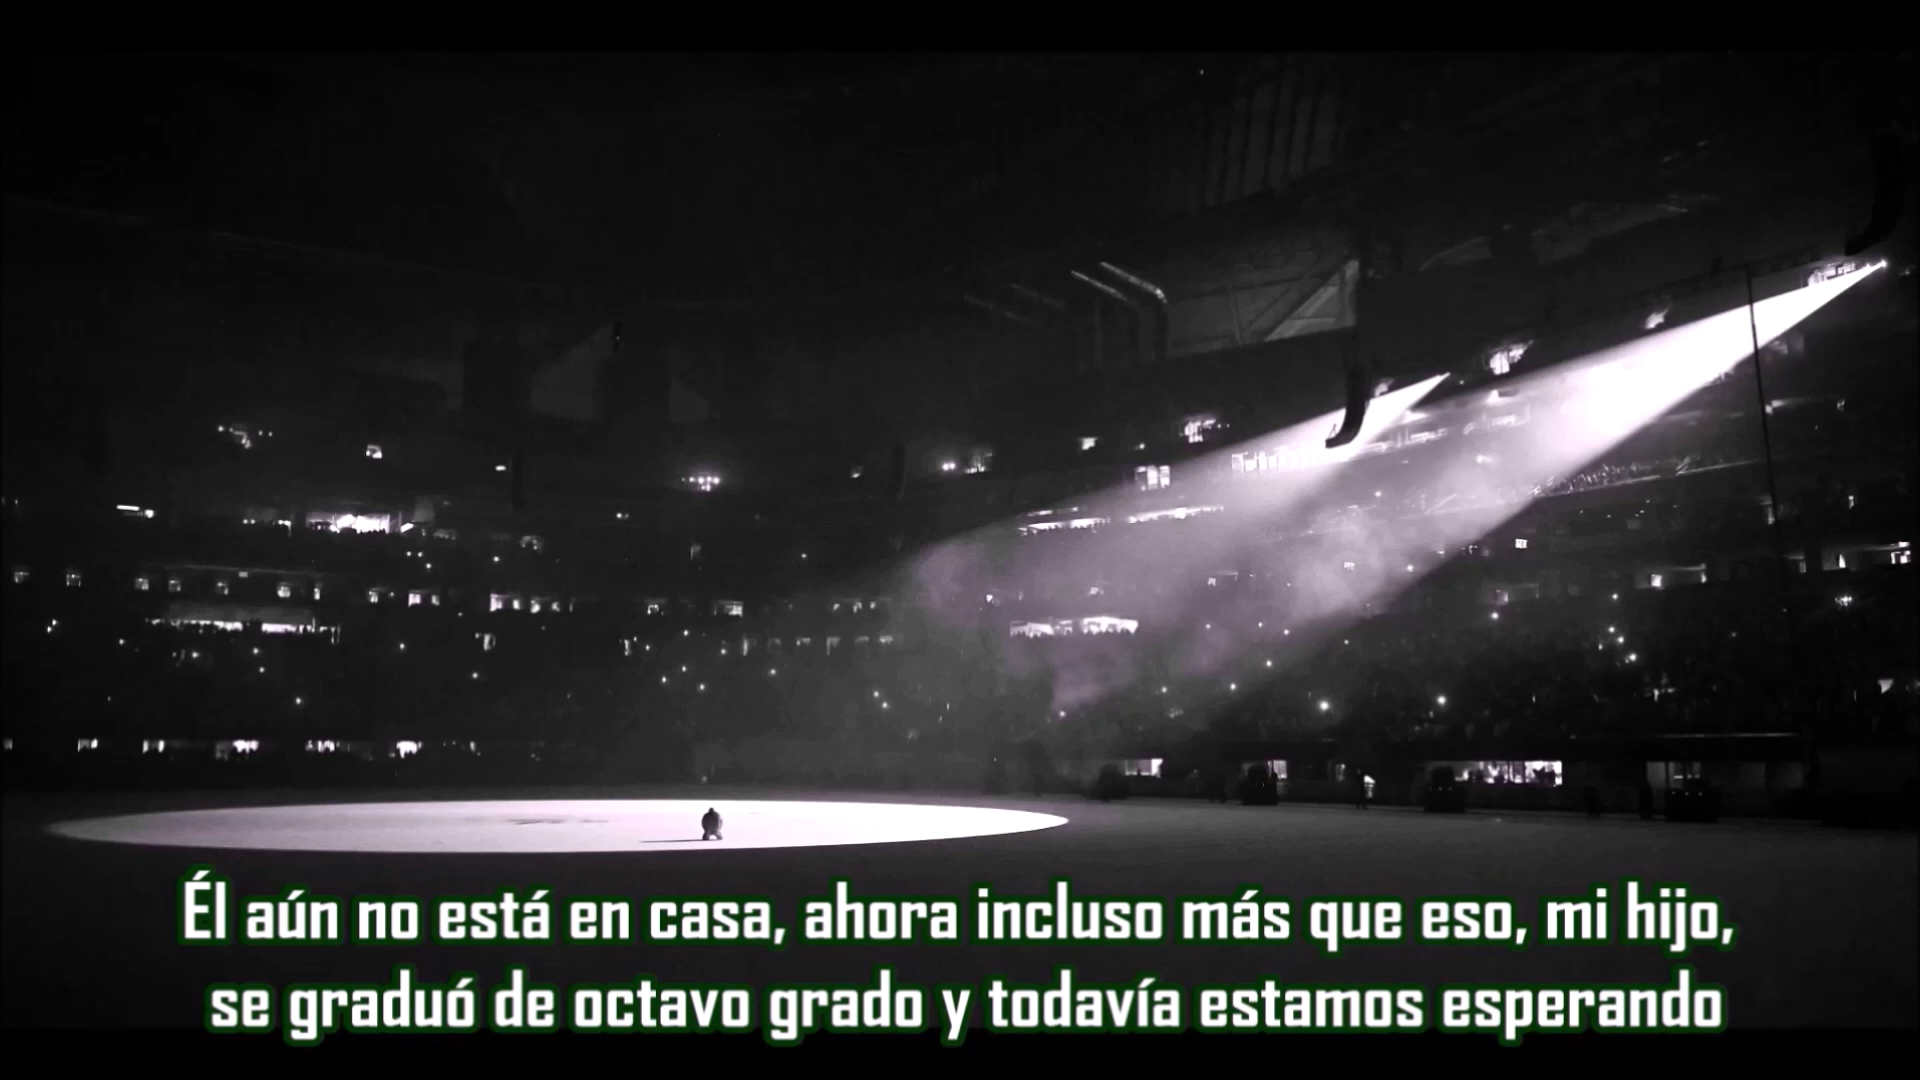 Él aún no está en casa, ahora incluso más que eso, mi hijo,
se graduó de octavo grado y todavía estamos esperando